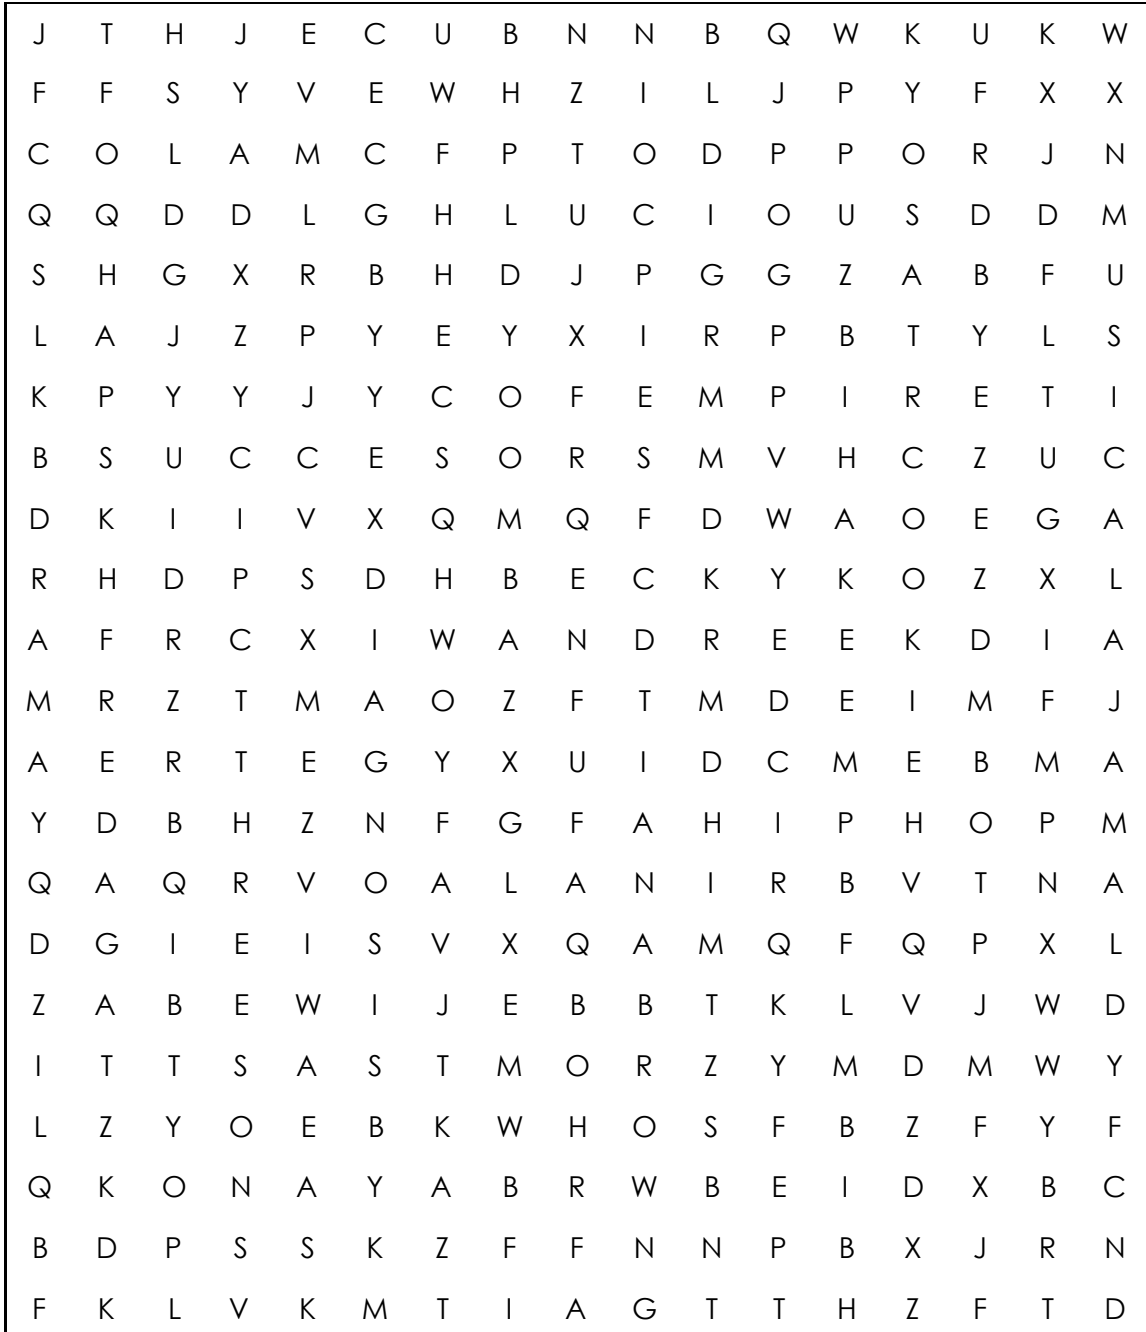 J T H J E C U B N N B Q W K U K W
F F S Y V E W H Z I L J P Y F X X
C O L A M C F P T O D P P O R J N
Q Q D D L G H L U C I O U S D D M
S H G X R B H D J P G G Z A B F U
L A J Z P Y E Y X I R P B T Y L S
K P Y Y J Y C O F E M P I R E T I
B S U C C E S O R S M V H C Z U C
D K I I V X Q M Q F D W A O E G A
R H D P S D H B E C K Y K O Z X L
A F R C X I W A N D R E E K D I A
M R Z T M A O Z F T M D E I M F J
A E R T E G Y X U I D C M E B M A
Y D B H Z N F G F A H I P H O P M
Q A Q R V O A L A N I R B V T N A
D G I E I S V X Q A M Q F Q P X L
Z A B E W I J E B B T K L V J W D
I T T S A S T M O R Z Y M D M W Y
L Z Y O E B K W H O S F B Z F Y F
Q K O N A Y A B R W B E I D X B C
B D P S S K Z F F N N P B X J R N
F K L V K M T I A G T T H Z F T D